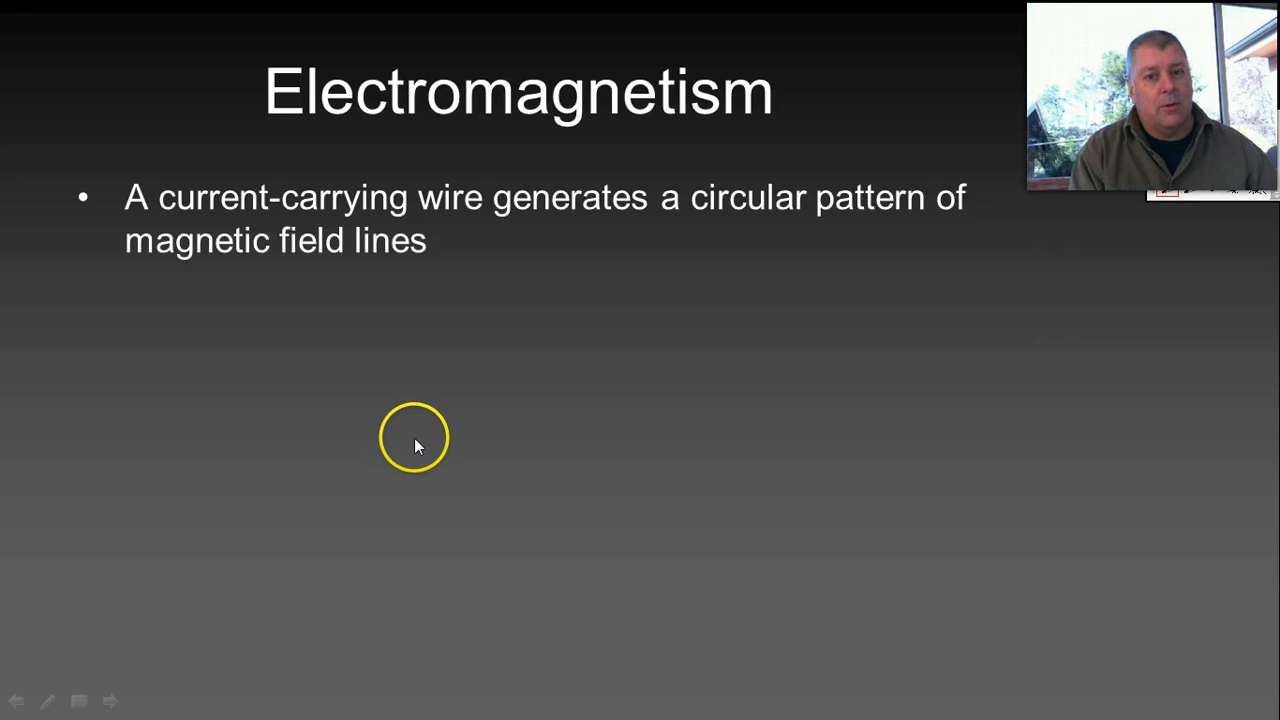 Electromagnetism
• A current-carrying wire generates a circular pattern of
magnetic field lines